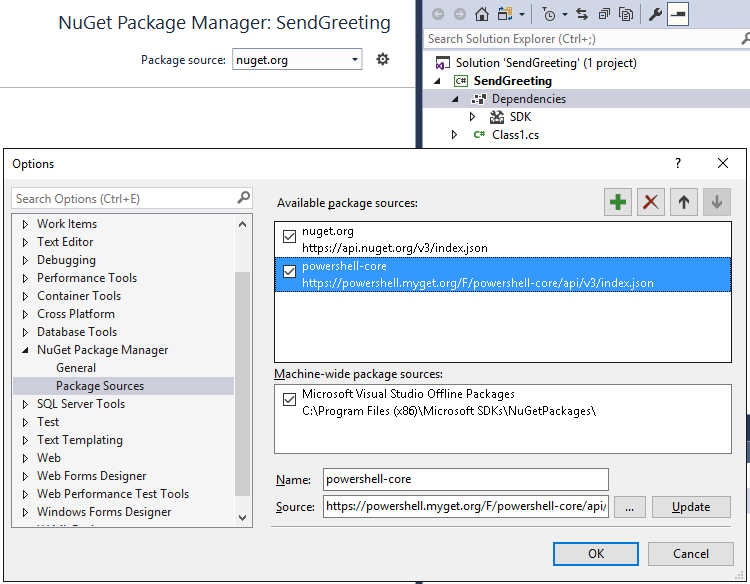 NuGet Package Manager: SendGreeting
Package source: nuget.org
Search Solution Explorer (Ctrl+;)
Solution 'SendGreeting' (1 project)
C# SendGreeting
Dependencies
SDK
C# Class1.cs
Options
?
Search Options (Ctrl+E)
Work Items
Text Editor
Debugging
Performance Tools
Container Tools
Cross Platform
Database Tools
NuGet Package Manager
General
Package Sources
SQL Server Tools
Test
Text Templating
Web
Web Forms Designer
Web Performance Test Tools
Windows Forms Designer
Available package sources:
nuget.org
https://api.nuget.org/v3/index.json
powershell-core
https://powershell.myget.org/F/powershell-core/api/v3/index.json
Machine-wide package sources:
Microsoft Visual Studio Offline Packages
C:\Program Files (x86)\Microsoft SDKs\NuGetPackages\
Name: powershell-core
Source: https://powershell.myget.org/F/powershell-core/api/ ... Update
OK Cancel